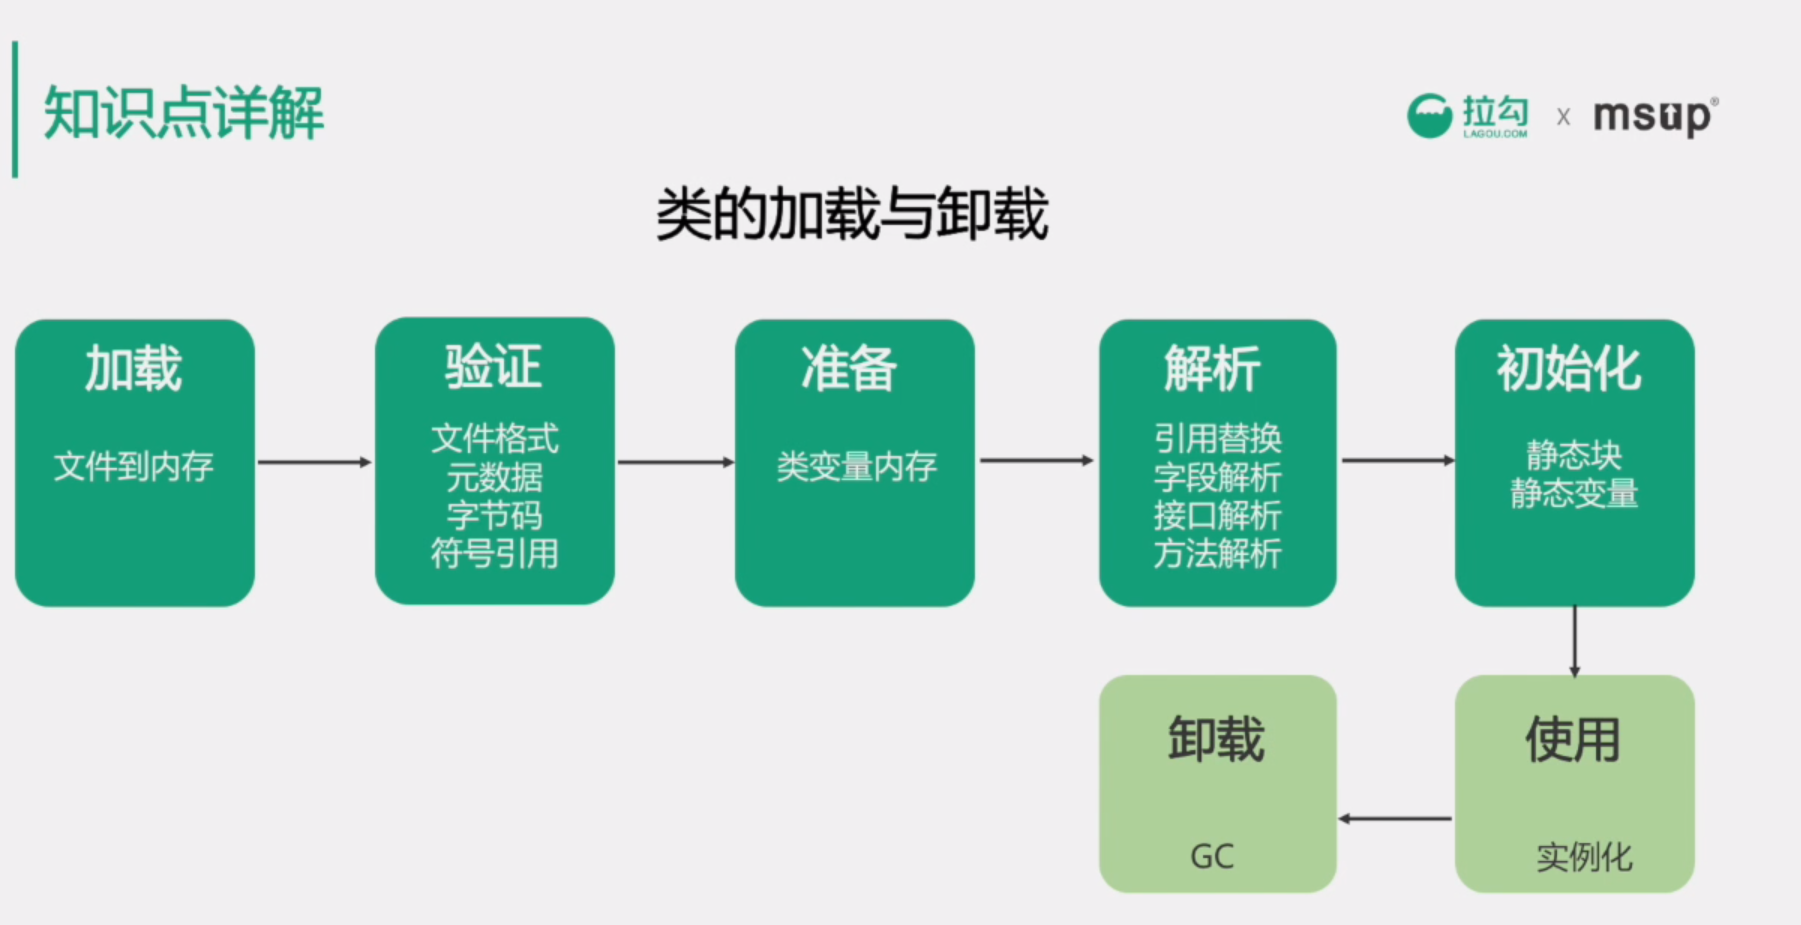 知识点详解
拉勾
LAGOU.COM
x
msup®
类的加载与卸载
加载
文件到内存
验证
文件格式
元数据
字节码
符号引用
准备
类变量内存
解析
引用替换
字段解析
接口解析
方法解析
初始化
静态块
静态变量
卸载
GC
使用
实例化